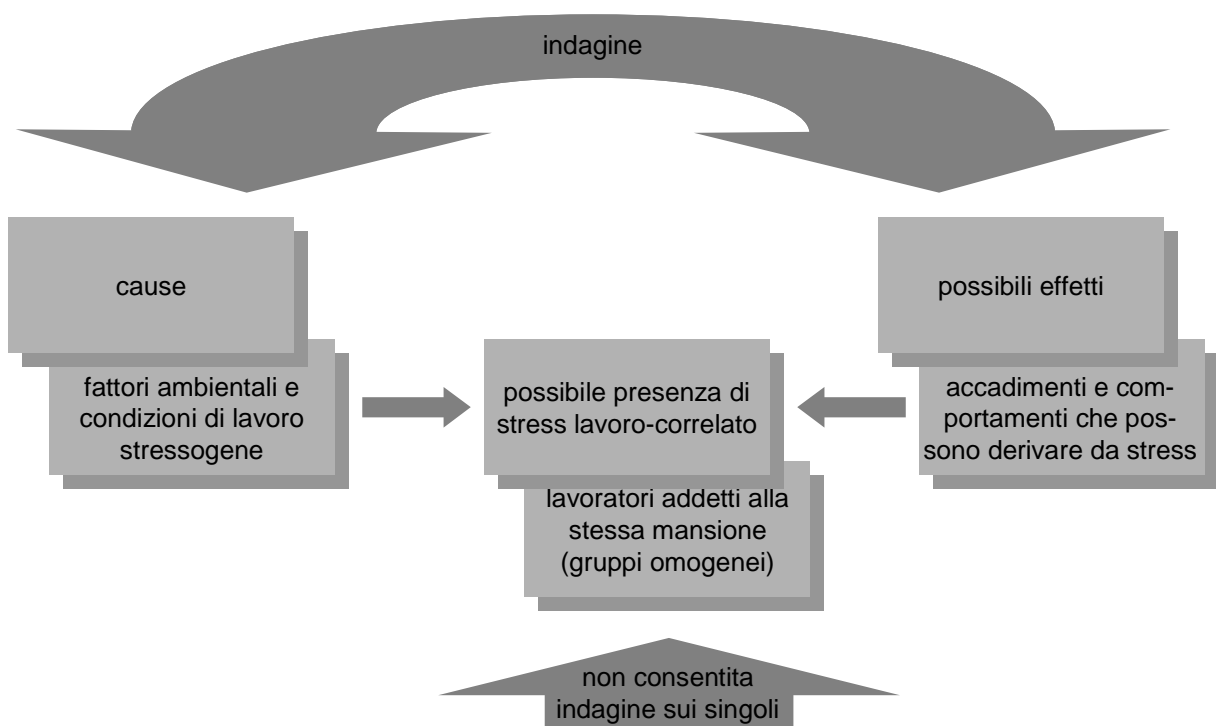 indagine
cause
fattori ambientali e
condizioni di lavoro
stressogene
possibile presenza di
stress lavoro-correlato
lavoratori addetti alla
stessa mansione
(gruppi omogenei)
possibili effetti
accadimenti e com-
portamenti che pos-
sono derivare da stress
non consentita
indagine sui singoli